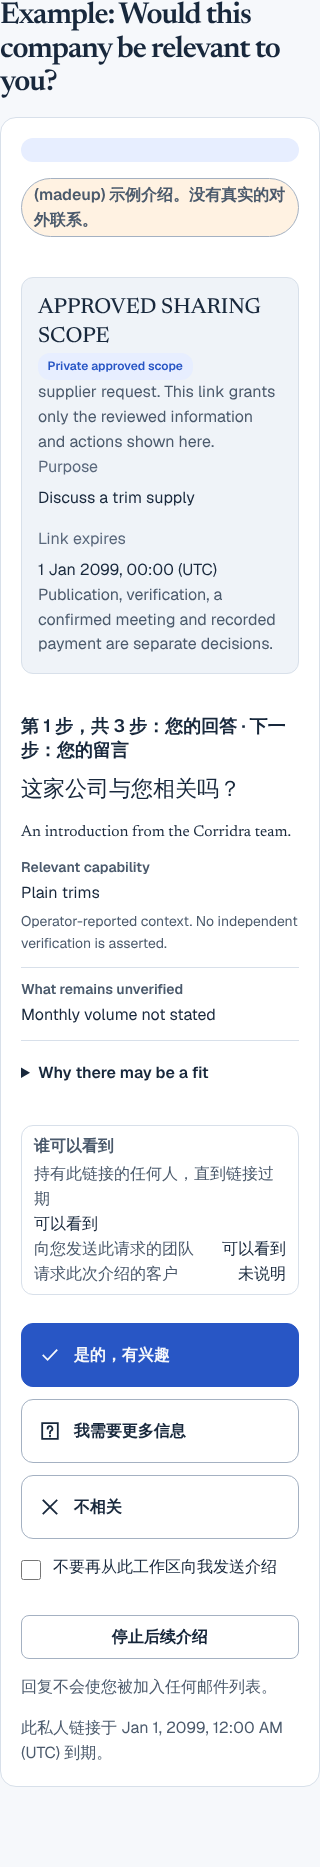 Example: Would this
company be relevant to
you?
(madeup) 示例介绍。没有真实的对
外联系。
APPROVED SHARING
SCOPE
Private approved scope
supplier request. This link grants
only the reviewed information
and actions shown here.
Purpose
Discuss a trim supply
Link expires
1 Jan 2099, 00:00 (UTC)
Publication, verification, a
confirmed meeting and recorded
payment are separate decisions.
第 1 步，共 3 步：您的回答 · 下一
步：您的留言
这家公司与您相关吗？
An introduction from the Corridra team.
Relevant capability
Plain trims
Operator-reported context. No independent
verification is asserted.
What remains unverified
Monthly volume not stated
Why there may be a fit
谁可以看到
持有此链接的任何人，直到链接过
期
可以看到
向您发送此请求的团队 可以看到
请求此次介绍的客户 未说明
是的，有兴趣
我需要更多信息
不相关
不要再从此工作区向我发送介绍
停止后续介绍
回复不会使您被加入任何邮件列表。
此私人链接于 Jan 1, 2099, 12:00 AM
(UTC) 到期。